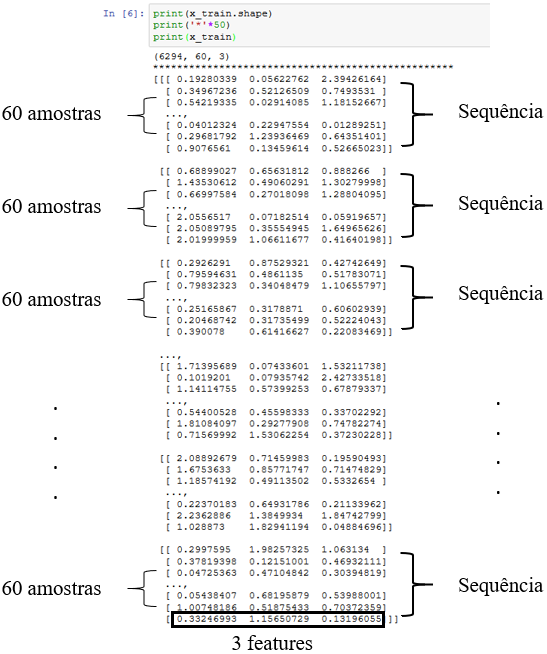 In [6]: print(x_train.shape)
print('*'*50)
print(x_train)
(6294, 60, 3)
**************************************************
[[[ 0.19280339 0.05622762 2.39426164]
[ 0.34967236 0.52126509 0.7493531 ]
[ 0.54219335 0.02914085 1.18152667]
...,
[ 0.04012324 0.22947554 0.01289251]
[ 0.29681792 1.23936469 0.64351401]
[ 0.9076561 0.13459614 0.52665023]]
60 amostras
Sequência
[[ 0.68899027 0.65631812 0.888266 ]
[ 1.43530612 0.49060291 1.30279998]
[ 0.66997584 0.27018098 1.28804095]
...,
[ 2.0556517 0.07182514 0.05919657]
[ 2.05089795 0.35554945 1.64965626]
[ 2.01999959 1.06611677 0.41640198]]
60 amostras
Sequência
[[ 0.2926291 0.87529321 0.42742649]
[ 0.79594631 0.4861135 0.51783071]
[ 0.79832323 0.34048479 1.10655797]
...,
[ 0.25165867 0.3178871 0.60602939]
[ 0.20468742 0.31735499 0.52224043]
[ 0.390078 0.61416627 0.22083469]]
60 amostras
Sequência
...,
[[ 1.71395689 0.07433601 1.53211738]
[ 0.1019201 0.07935742 2.42733518]
[ 1.14114755 0.57399253 0.67879337]
...,
[ 0.54400528 0.45598333 0.33702292]
[ 1.81084097 0.29277908 0.74782274]
[ 0.71569992 1.53062254 0.37230228]]
[[ 2.08892679 0.71459983 0.19590493]
[ 1.6753633 0.85771747 0.71474829]
[ 1.18574192 0.49113502 0.5332654 ]
...,
[ 0.22370183 0.64931786 0.21133962]
[ 2.2362886 1.3849934 1.84742799]
[ 1.028873 1.82941194 0.04884696]]
[[ 0.2997595 1.98257325 1.063134 ]
[ 0.37819398 0.12151001 0.46932111]
[ 0.04725363 0.47104842 0.30394819]
...,
[ 0.05438407 0.68195879 0.53988001]
[ 1.00748186 0.51875433 0.70372359]
[ 0.33246993 1.15650729 0.13196055 ]]
60 amostras
Sequência
3 features